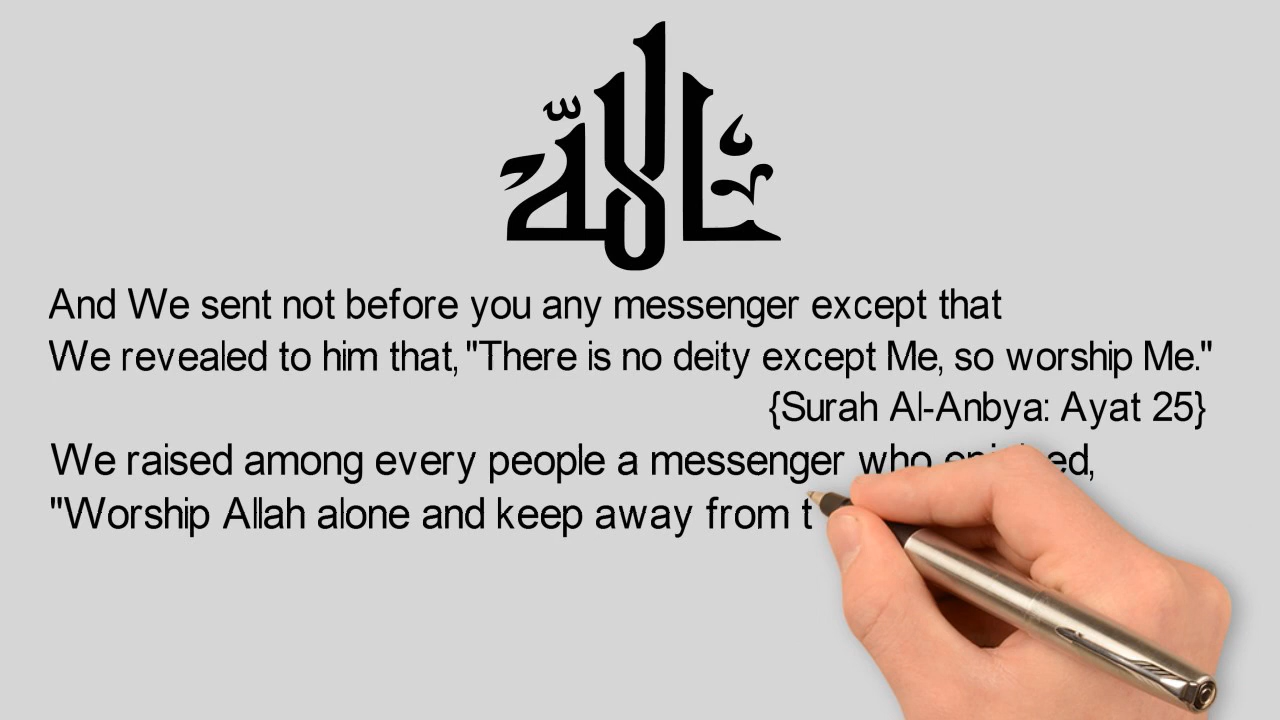 الله
And We sent not before you any messenger except that
We revealed to him that, "There is no deity except Me, so worship Me."
{Surah Al-Anbya: Ayat 25}
We raised among every people a messenger who
"Worship Allah alone and keep away from t